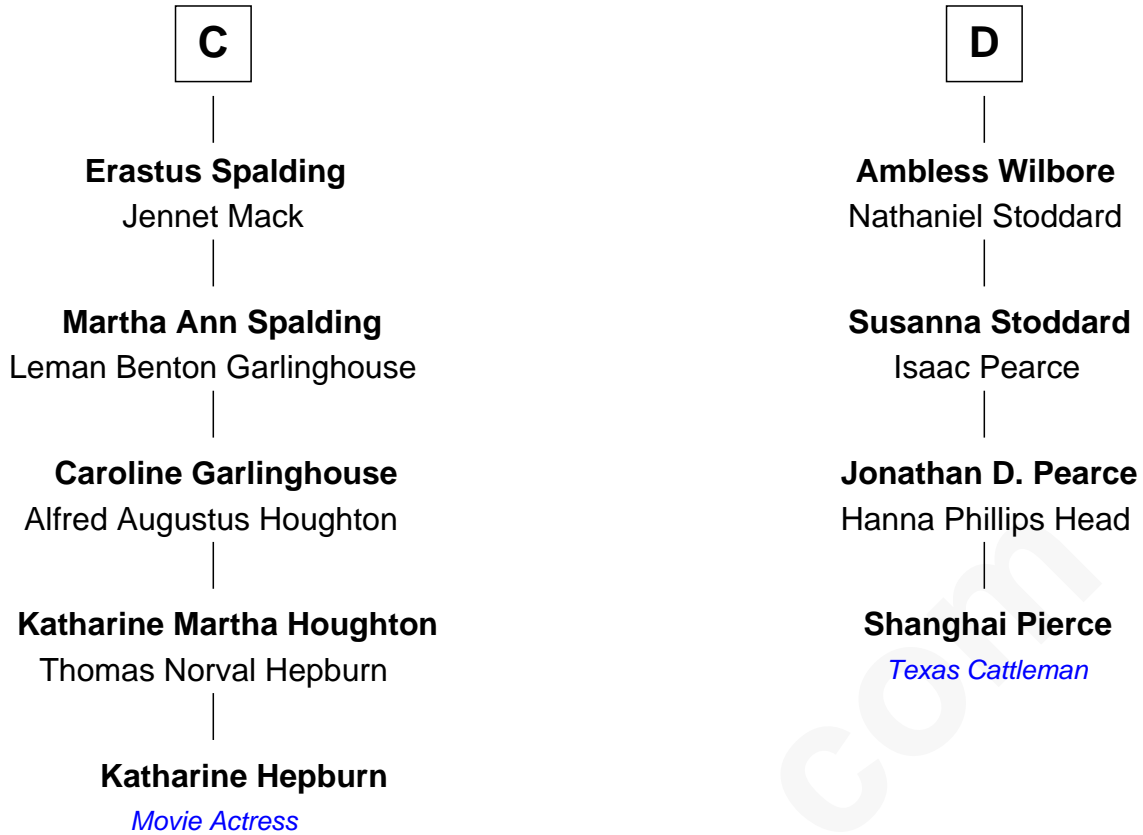 C
Erastus Spalding
Jennet Mack
Martha Ann Spalding
Leman Benton Garlinghouse
Caroline Garlinghouse
Alfred Augustus Houghton
Katharine Martha Houghton
Thomas Norval Hepburn
Katharine Hepburn
Movie Actress
D
Ambless Wilbore
Nathaniel Stoddard
Susanna Stoddard
Isaac Pearce
Jonathan D. Pearce
Hanna Phillips Head
Shanghai Pierce
Texas Cattleman
com